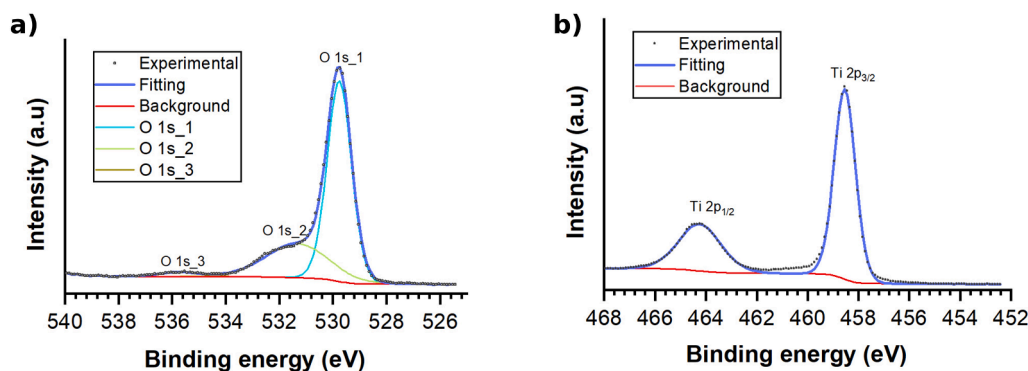 a)
O 1s_1
Experimental
Fitting
Background
O 1s_1
O 1s_2
O 1s_3
O 1s_2
O 1s_3
Intensity (a.u)
540 538 536 534 532 530 528 526
Binding energy (eV)
b)
Experimental
Fitting
Background
Ti 2p3/2
Ti 2p1/2
Intensity (a.u)
468 466 464 462 460 458 456 454 452
Binding energy (eV)